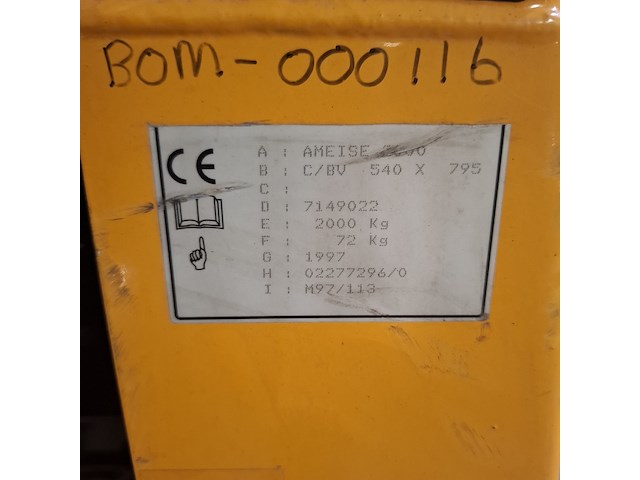 BOM-000116
CE
A : AMEISE
B : C/BV 540 X 795
C :
D : 7149022
E : 2000 Kg
F : 72 Kg
G : 1997
H : 02277296/0
I : M97/113